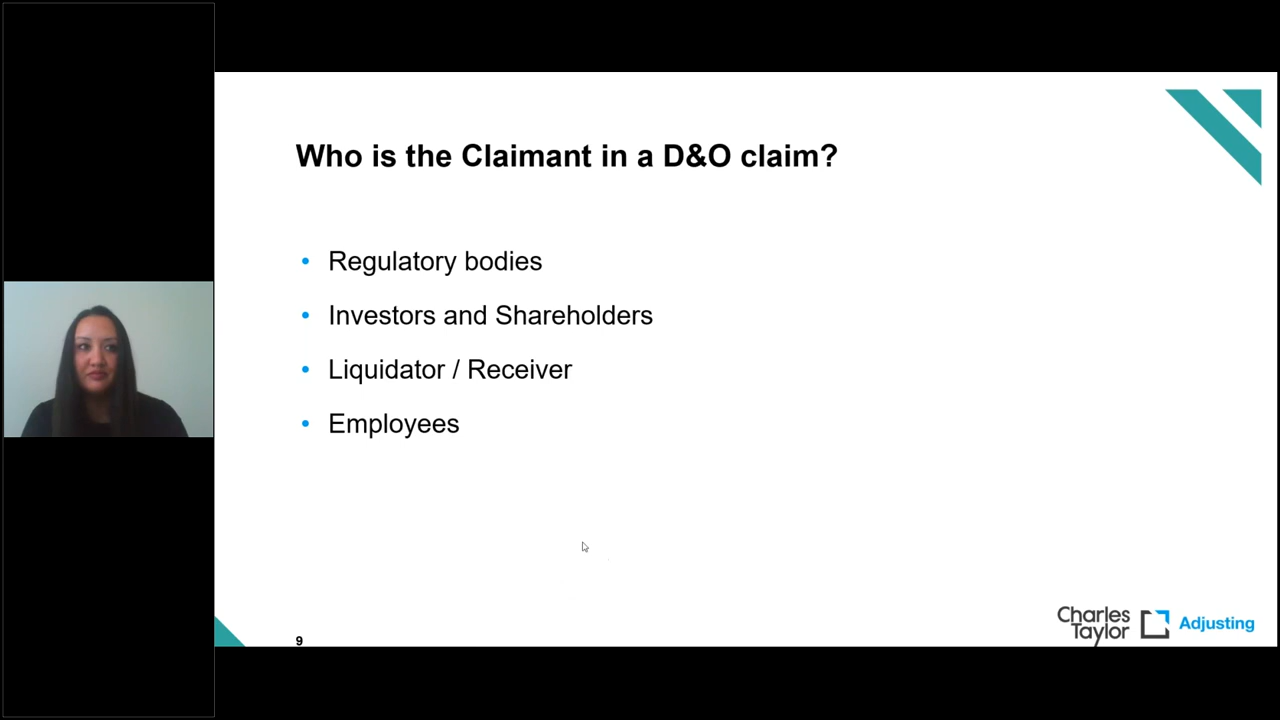 Who is the Claimant in a D&O claim?
• Regulatory bodies
• Investors and Shareholders
• Liquidator / Receiver
• Employees
9
Charles
Taylor
Adjusting